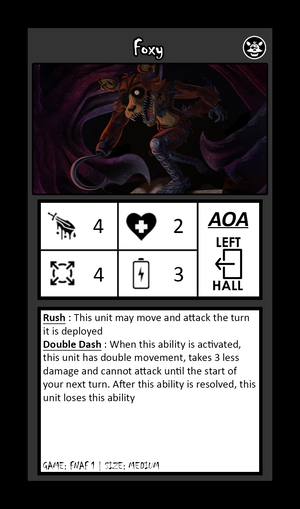 Foxy
4 2 AOA
LEFT
4 3 HALL
Rush : This unit may move and attack the turn
it is deployed
Double Dash : When this ability is activated,
this unit has double movement, takes 3 less
damage and cannot attack until the start of
your next turn. After this ability is resolved, this
unit loses this ability
GAME: FNAF 1 | SIZE: MEDIUM